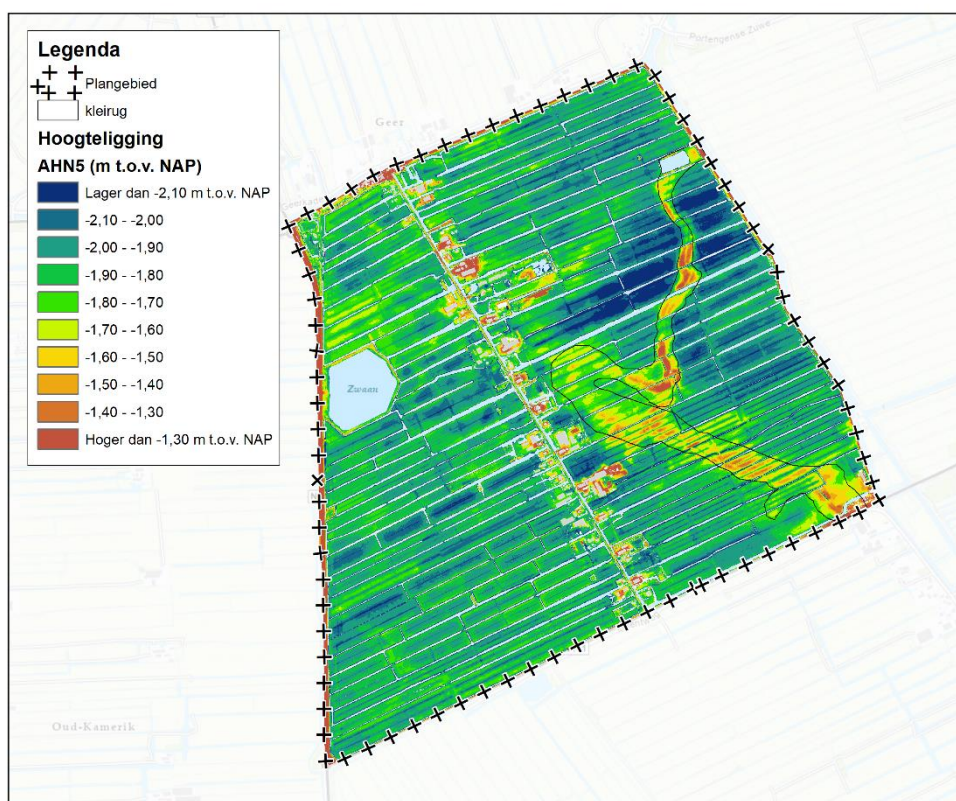 Legenda
Plangebied
kleirug
Hoogteligging
AHN5 (m t.o.v. NAP)
Lager dan -2,10 m t.o.v. NAP
-2,10 - -2,00
-2,00 - -1,90
-1,90 - -1,80
-1,80 - -1,70
-1,70 - -1,60
-1,60 - -1,50
-1,50 - -1,40
-1,40 - -1,30
Hoger dan -1,30 m t.o.v. NAP
Portengense Zuwe
Geer
Zwaan
Oud-Kamerik